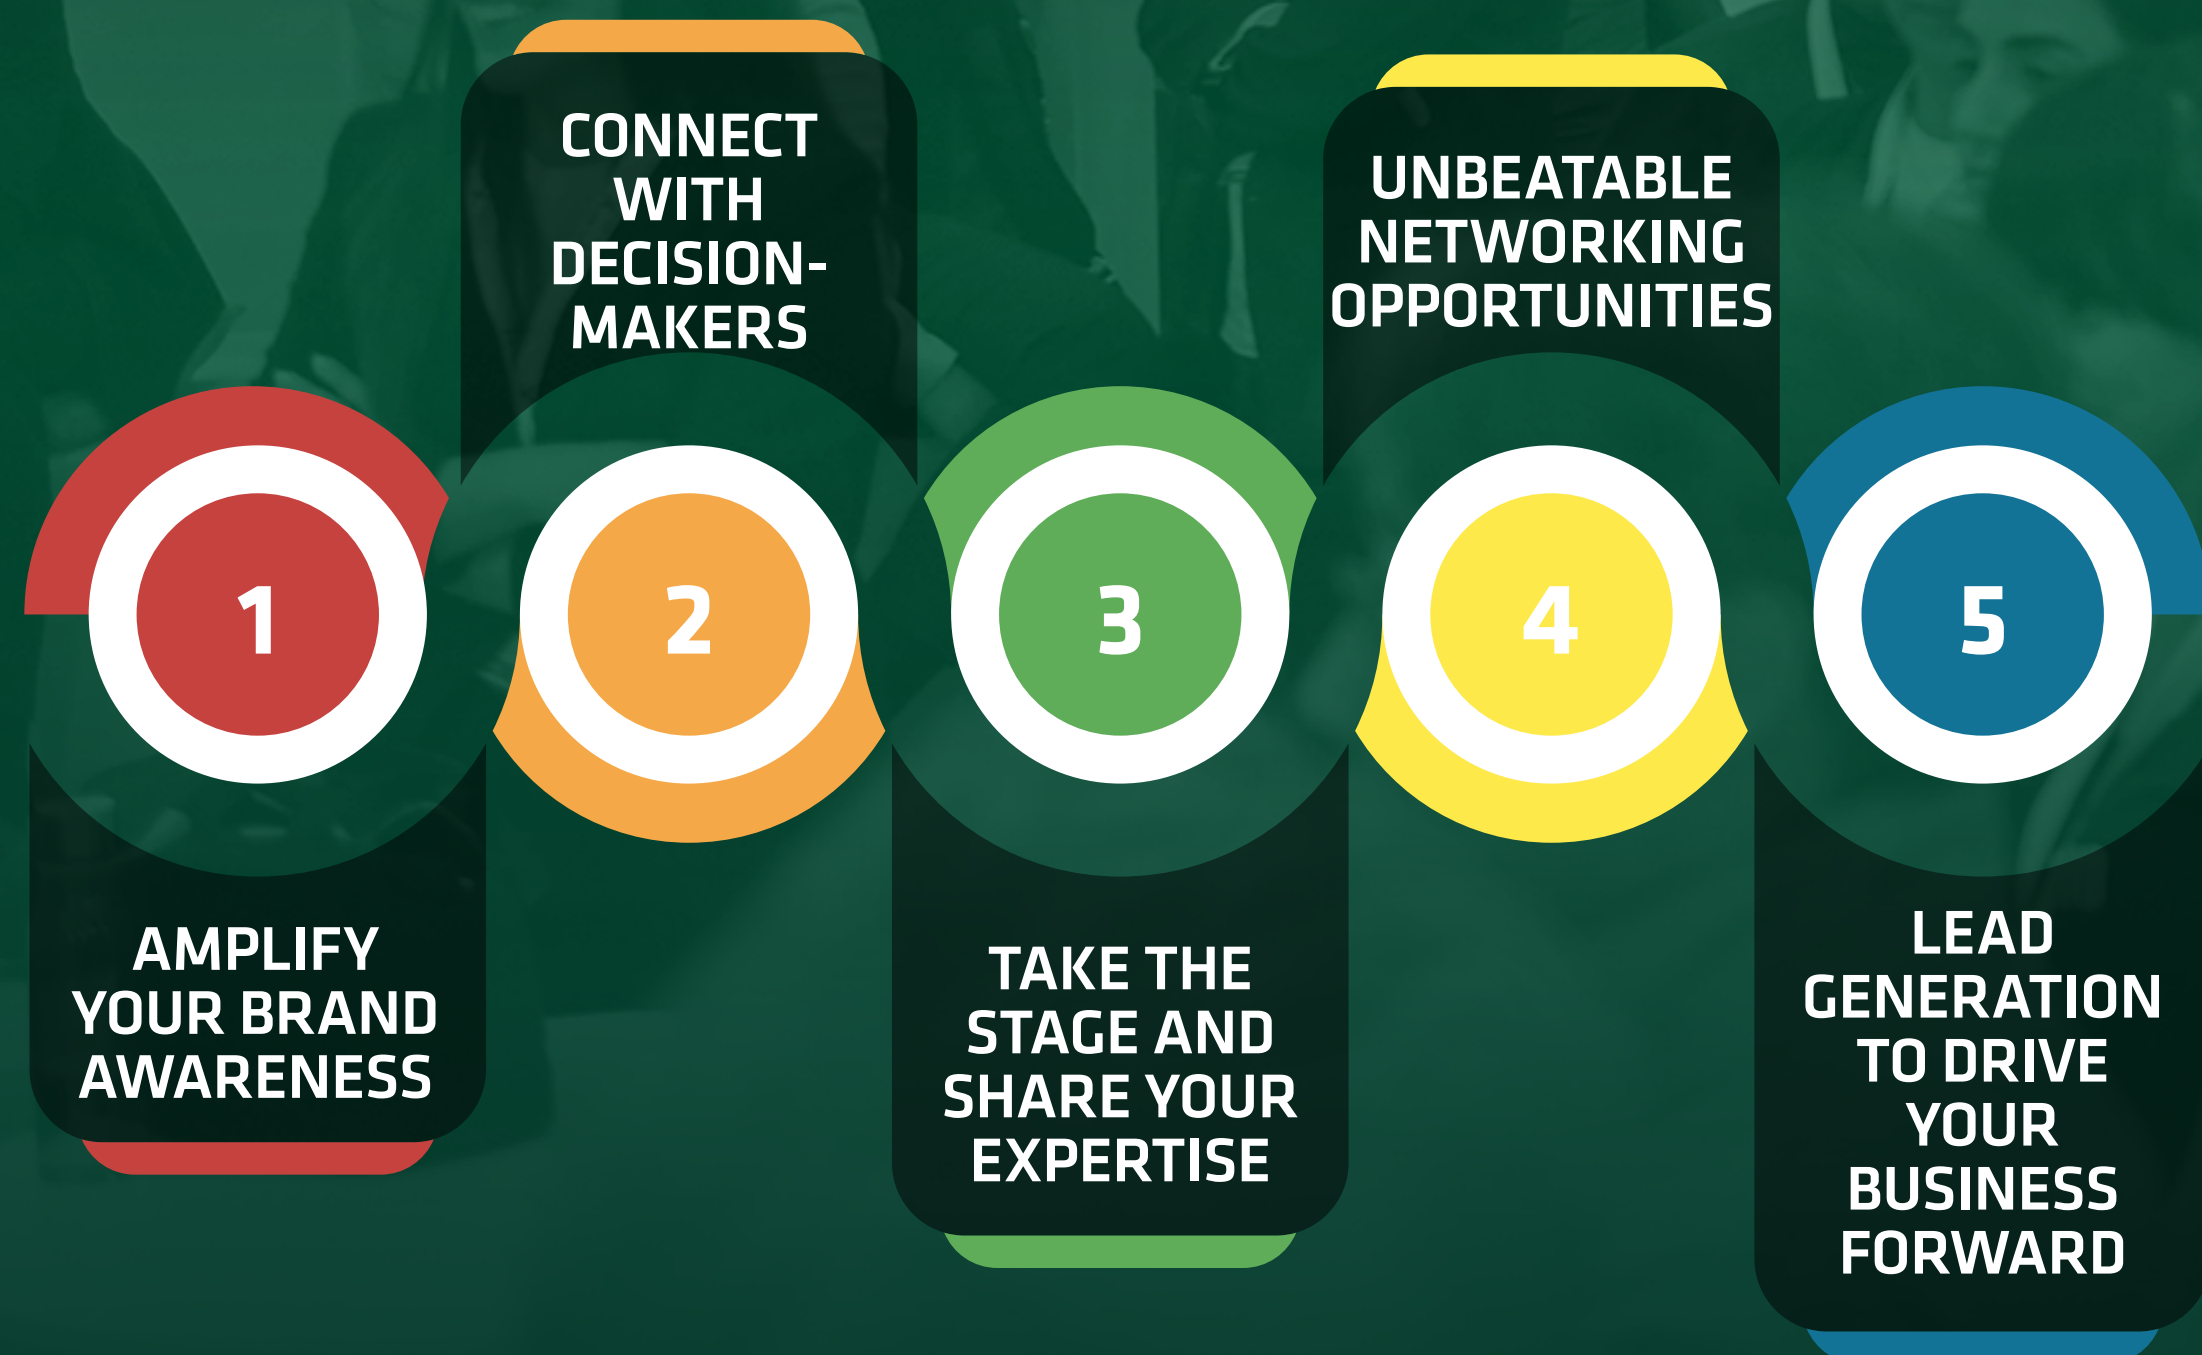 1
AMPLIFY
YOUR BRAND
AWARENESS
2
CONNECT
WITH
DECISION-
MAKERS
3
TAKE THE
STAGE AND
SHARE YOUR
EXPERTISE
4
UNBEATABLE
NETWORKING
OPPORTUNITIES
5
LEAD
GENERATION
TO DRIVE
YOUR
BUSINESS
FORWARD